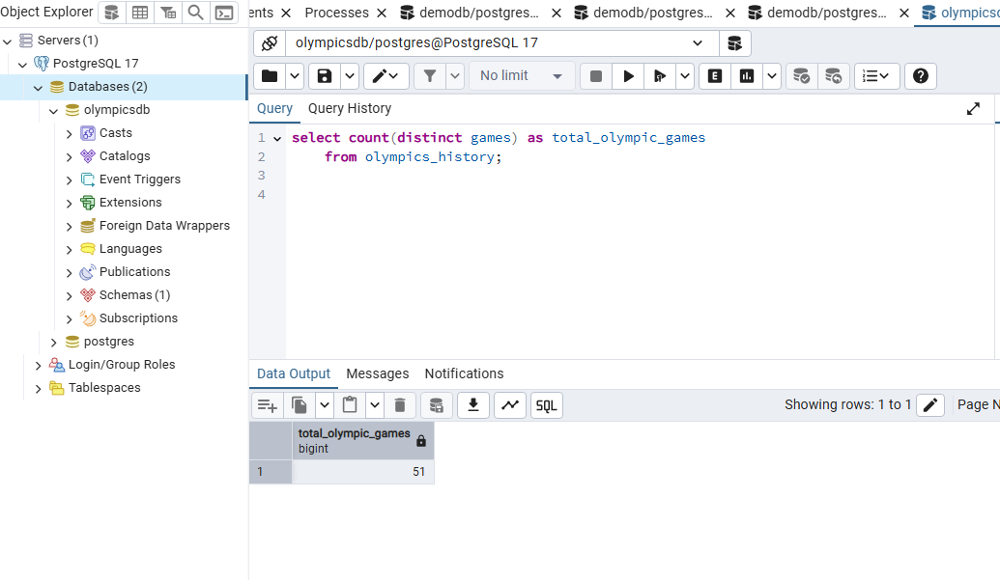 Object Explorer
ents
Processes
demodb/postgres...
demodb/postgres...
demodb/postgres...
olympicsd
Servers (1)
PostgreSQL 17
Databases (2)
olympicsdb
Casts
Catalogs
Event Triggers
Extensions
Foreign Data Wrappers
Languages
Publications
Schemas (1)
Subscriptions
postgres
Login/Group Roles
Tablespaces
olympicsdb/postgres@PostgreSQL 17
No limit
E
Query
Query History
1 select count(distinct games) as total_olympic_games
2 from olympics_history;
3
4
Data Output
Messages
Notifications
SQL
Showing rows: 1 to 1
Page N
total_olympic_games
bigint
1 51